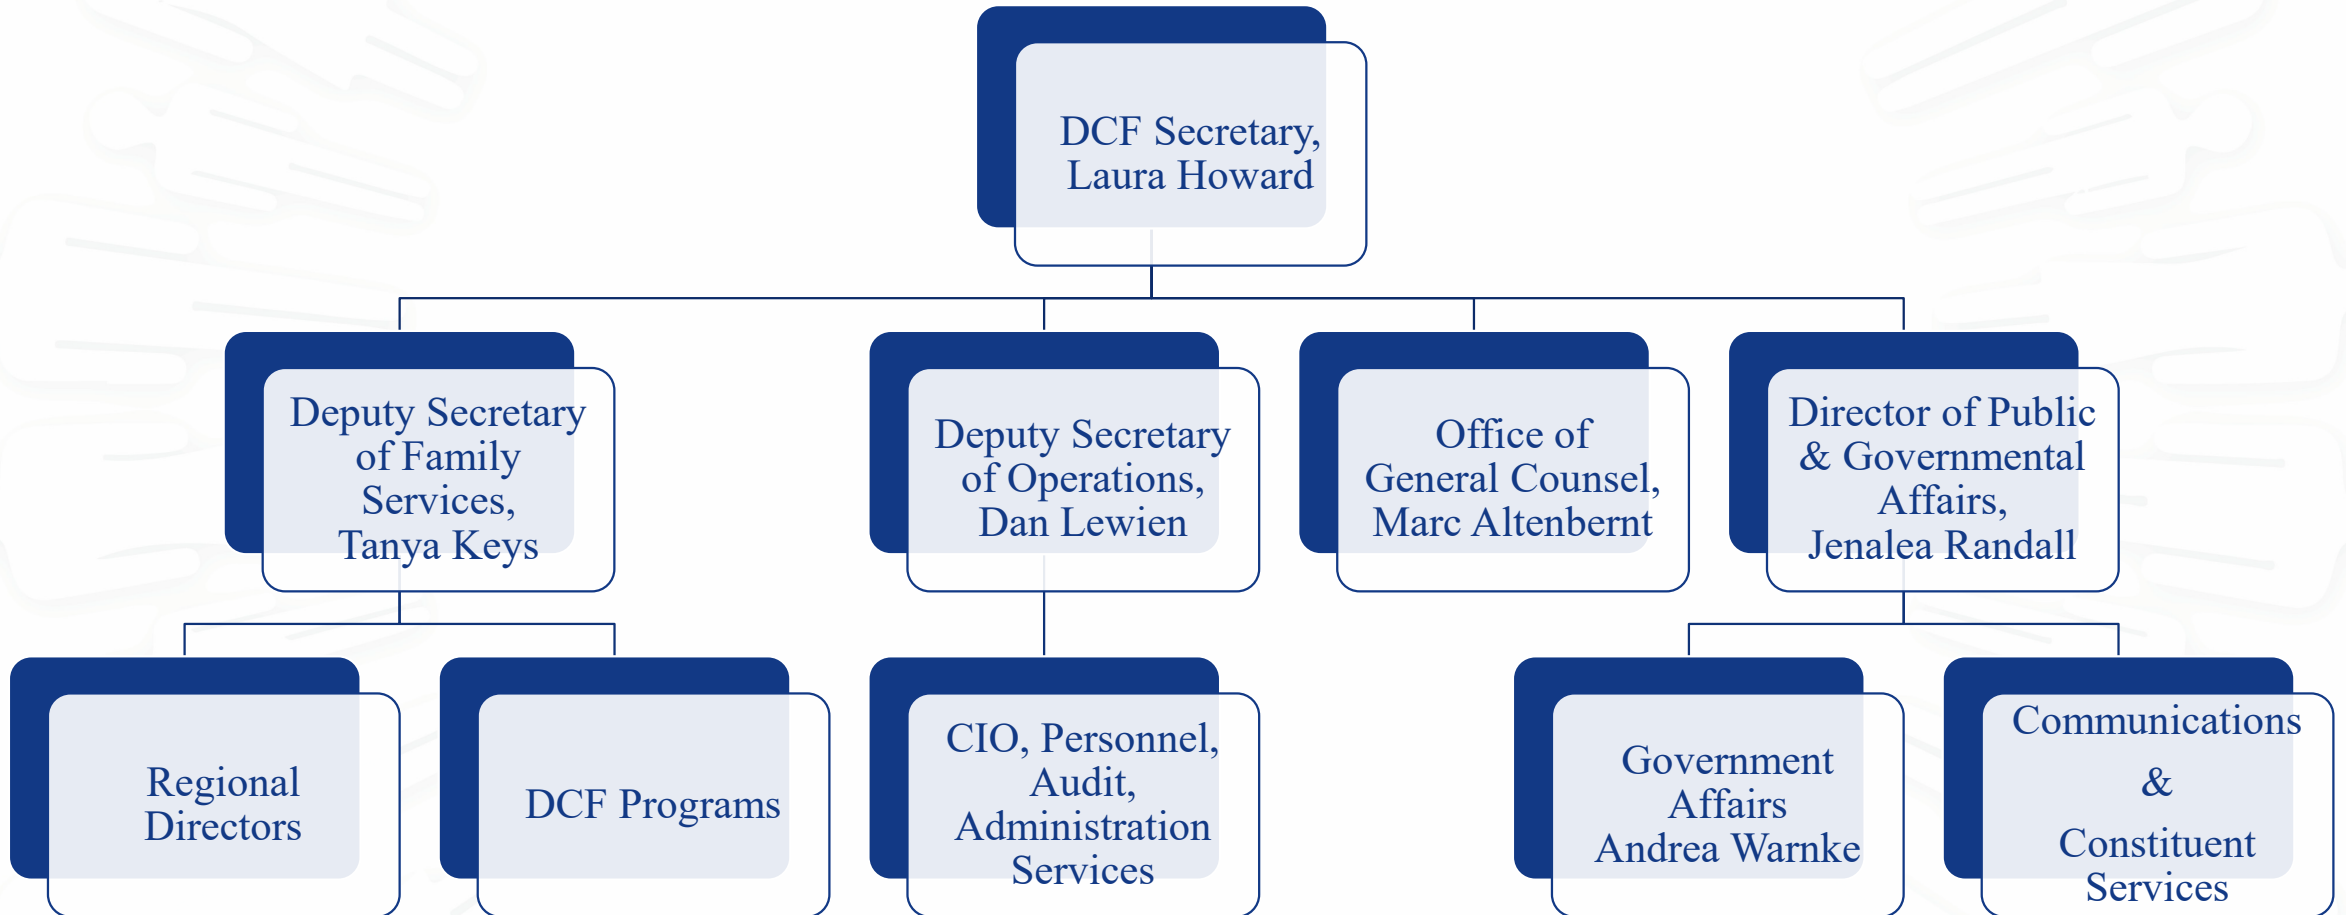 DCF Secretary,
Laura Howard
Deputy Secretary
of Family
Services,
Tanya Keys
Deputy Secretary
of Operations,
Dan Lewien
Office of
General Counsel,
Marc Altenbernt
Director of Public
& Governmental
Affairs,
Jenalea Randall
Regional
Directors
DCF Programs
CIO, Personnel,
Audit,
Administration
Services
Government
Affairs
Andrea Warnke
Communications
&
Constituent
Services